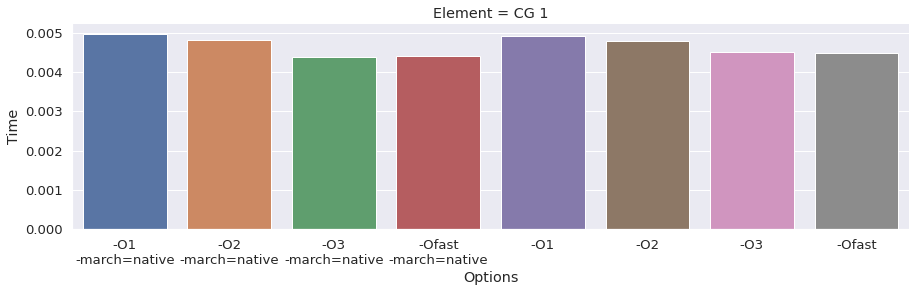 Element = CG 1
Time
0.005
0.004
0.003
0.002
0.001
0.000
-O1 -O2 -O3 -Ofast -O1 -O2 -O3 -Ofast
-march=native -march=native -march=native -march=native
Options